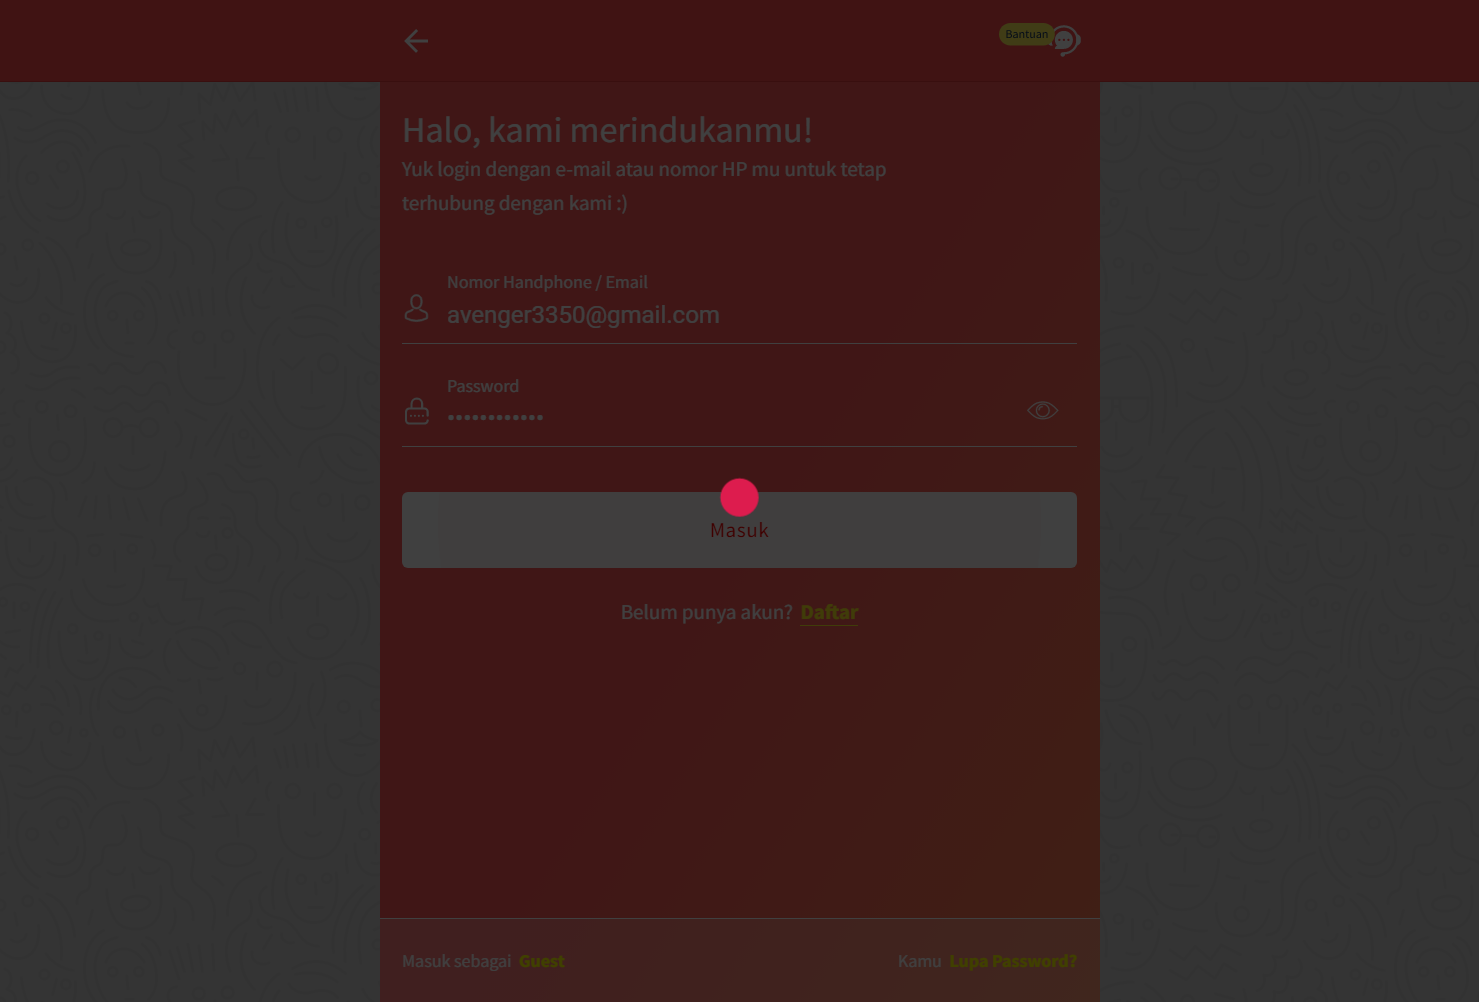 Bantuan
Halo, kami merindukanmu!
Yuk login dengan e-mail atau nomor HP mu untuk tetap
terhubung dengan kami :)
Nomor Handphone / Email
avenger3350@gmail.com
Password
••••••••••••
Masuk
Belum punya akun? Daftar
Masuk sebagai Guest
Kamu Lupa Password?